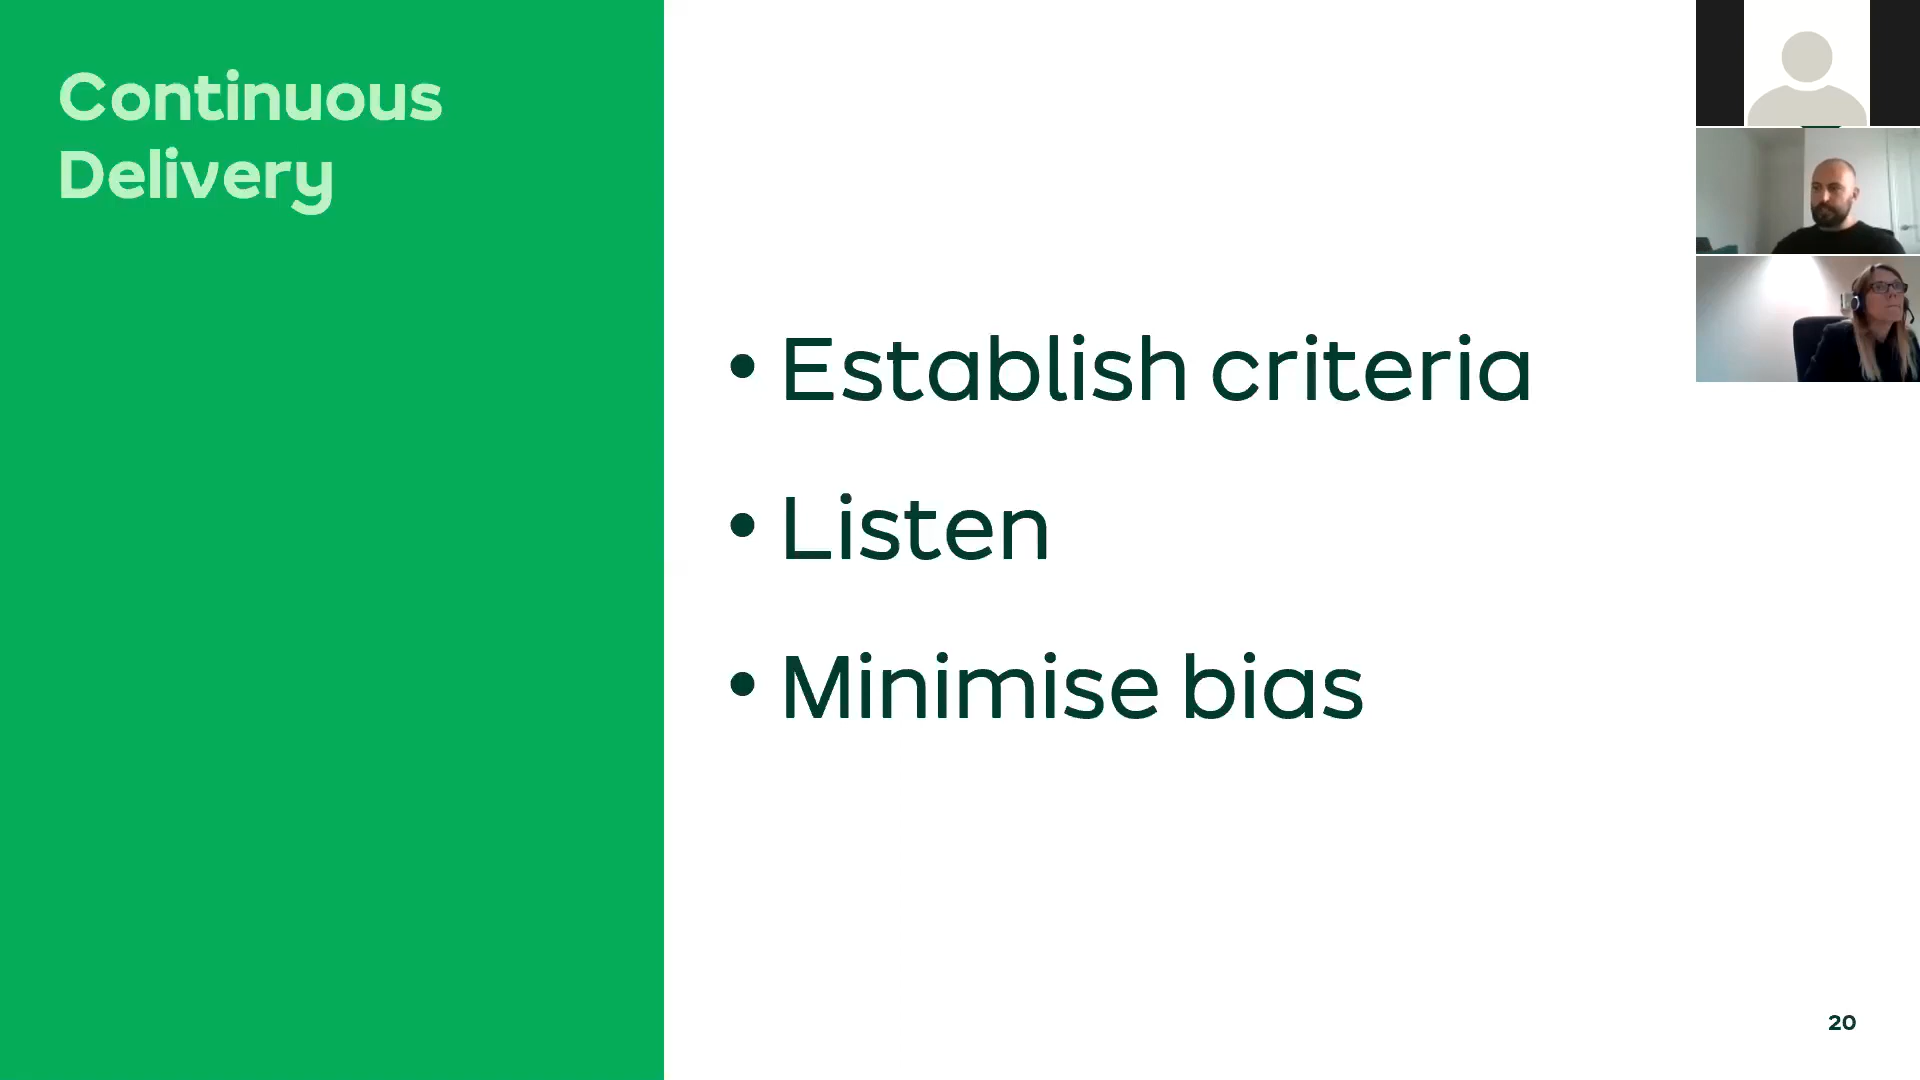 Continuous
Delivery
• Establish criteria
• Listen
• Minimise bias
20